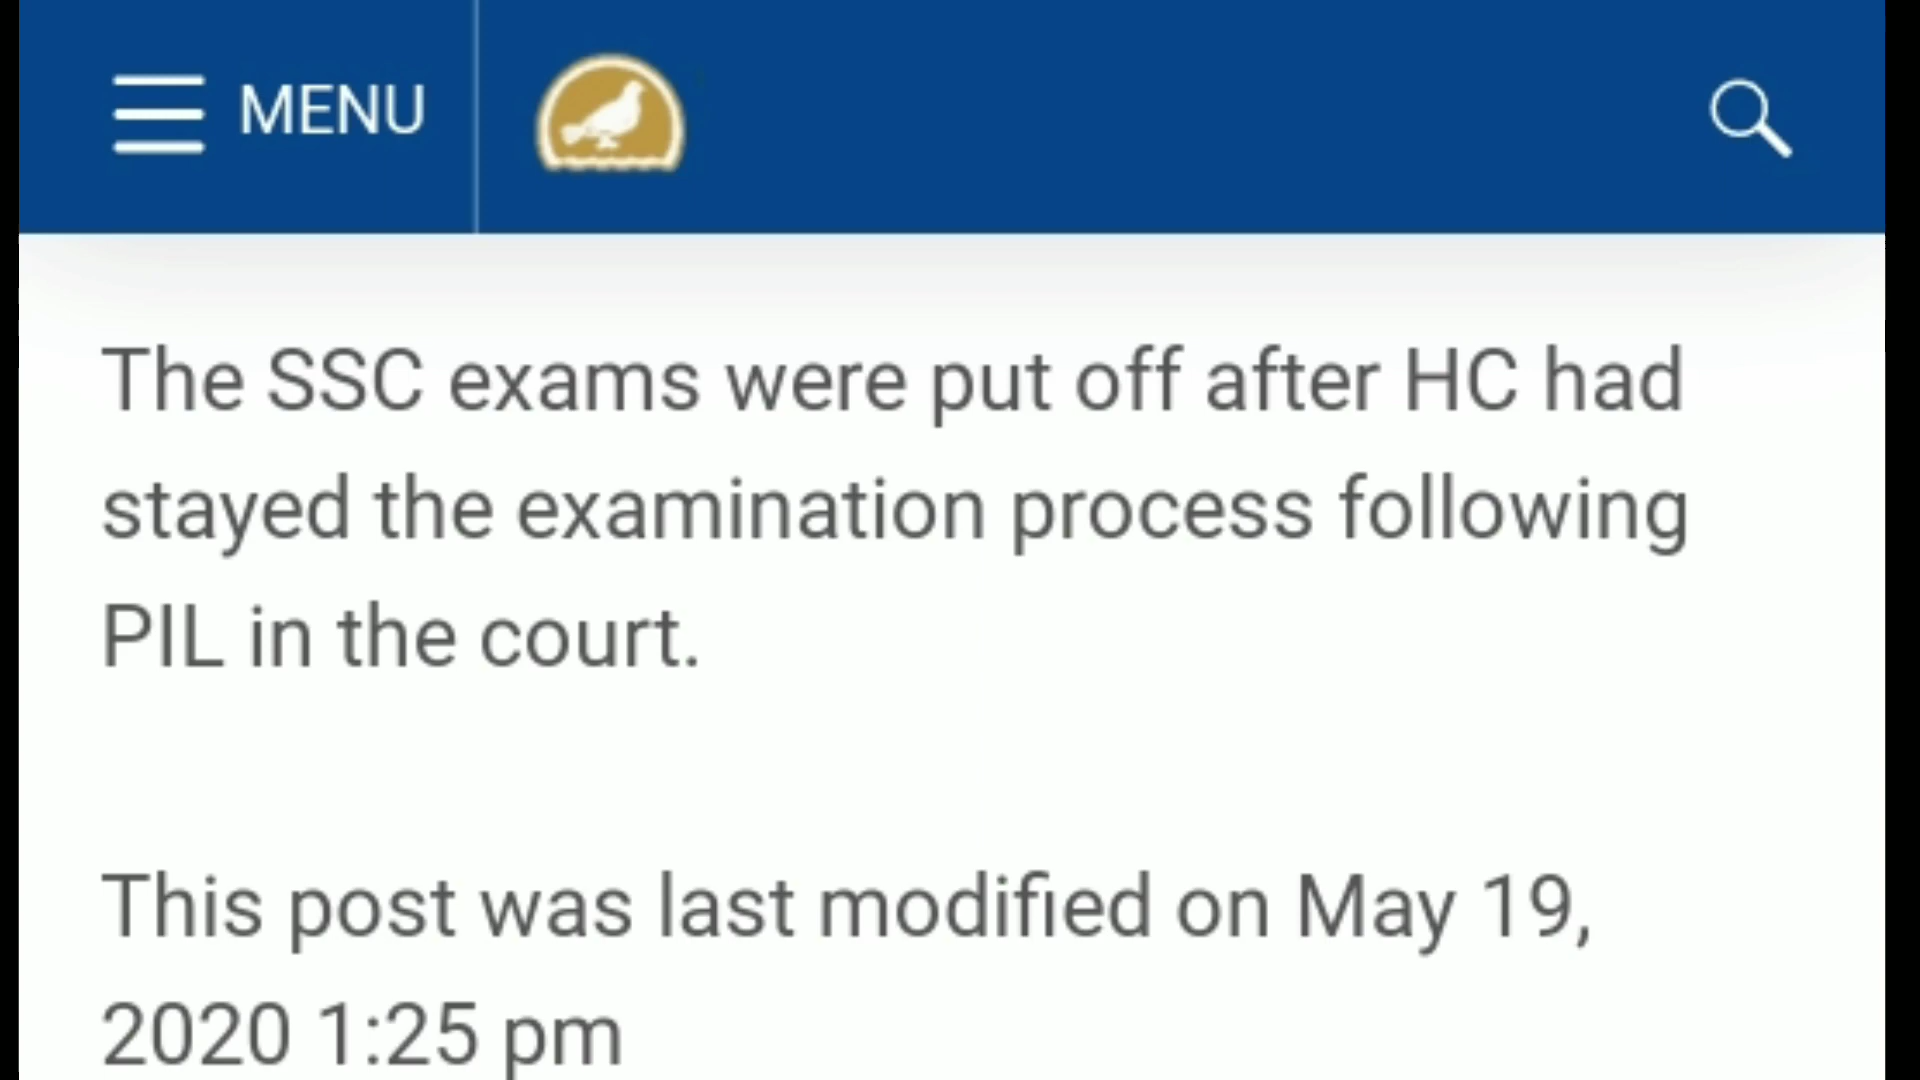 MENU
The SSC exams were put off after HC had
stayed the examination process following
PIL in the court.
This post was last modified on May 19,
2020 1:25 pm